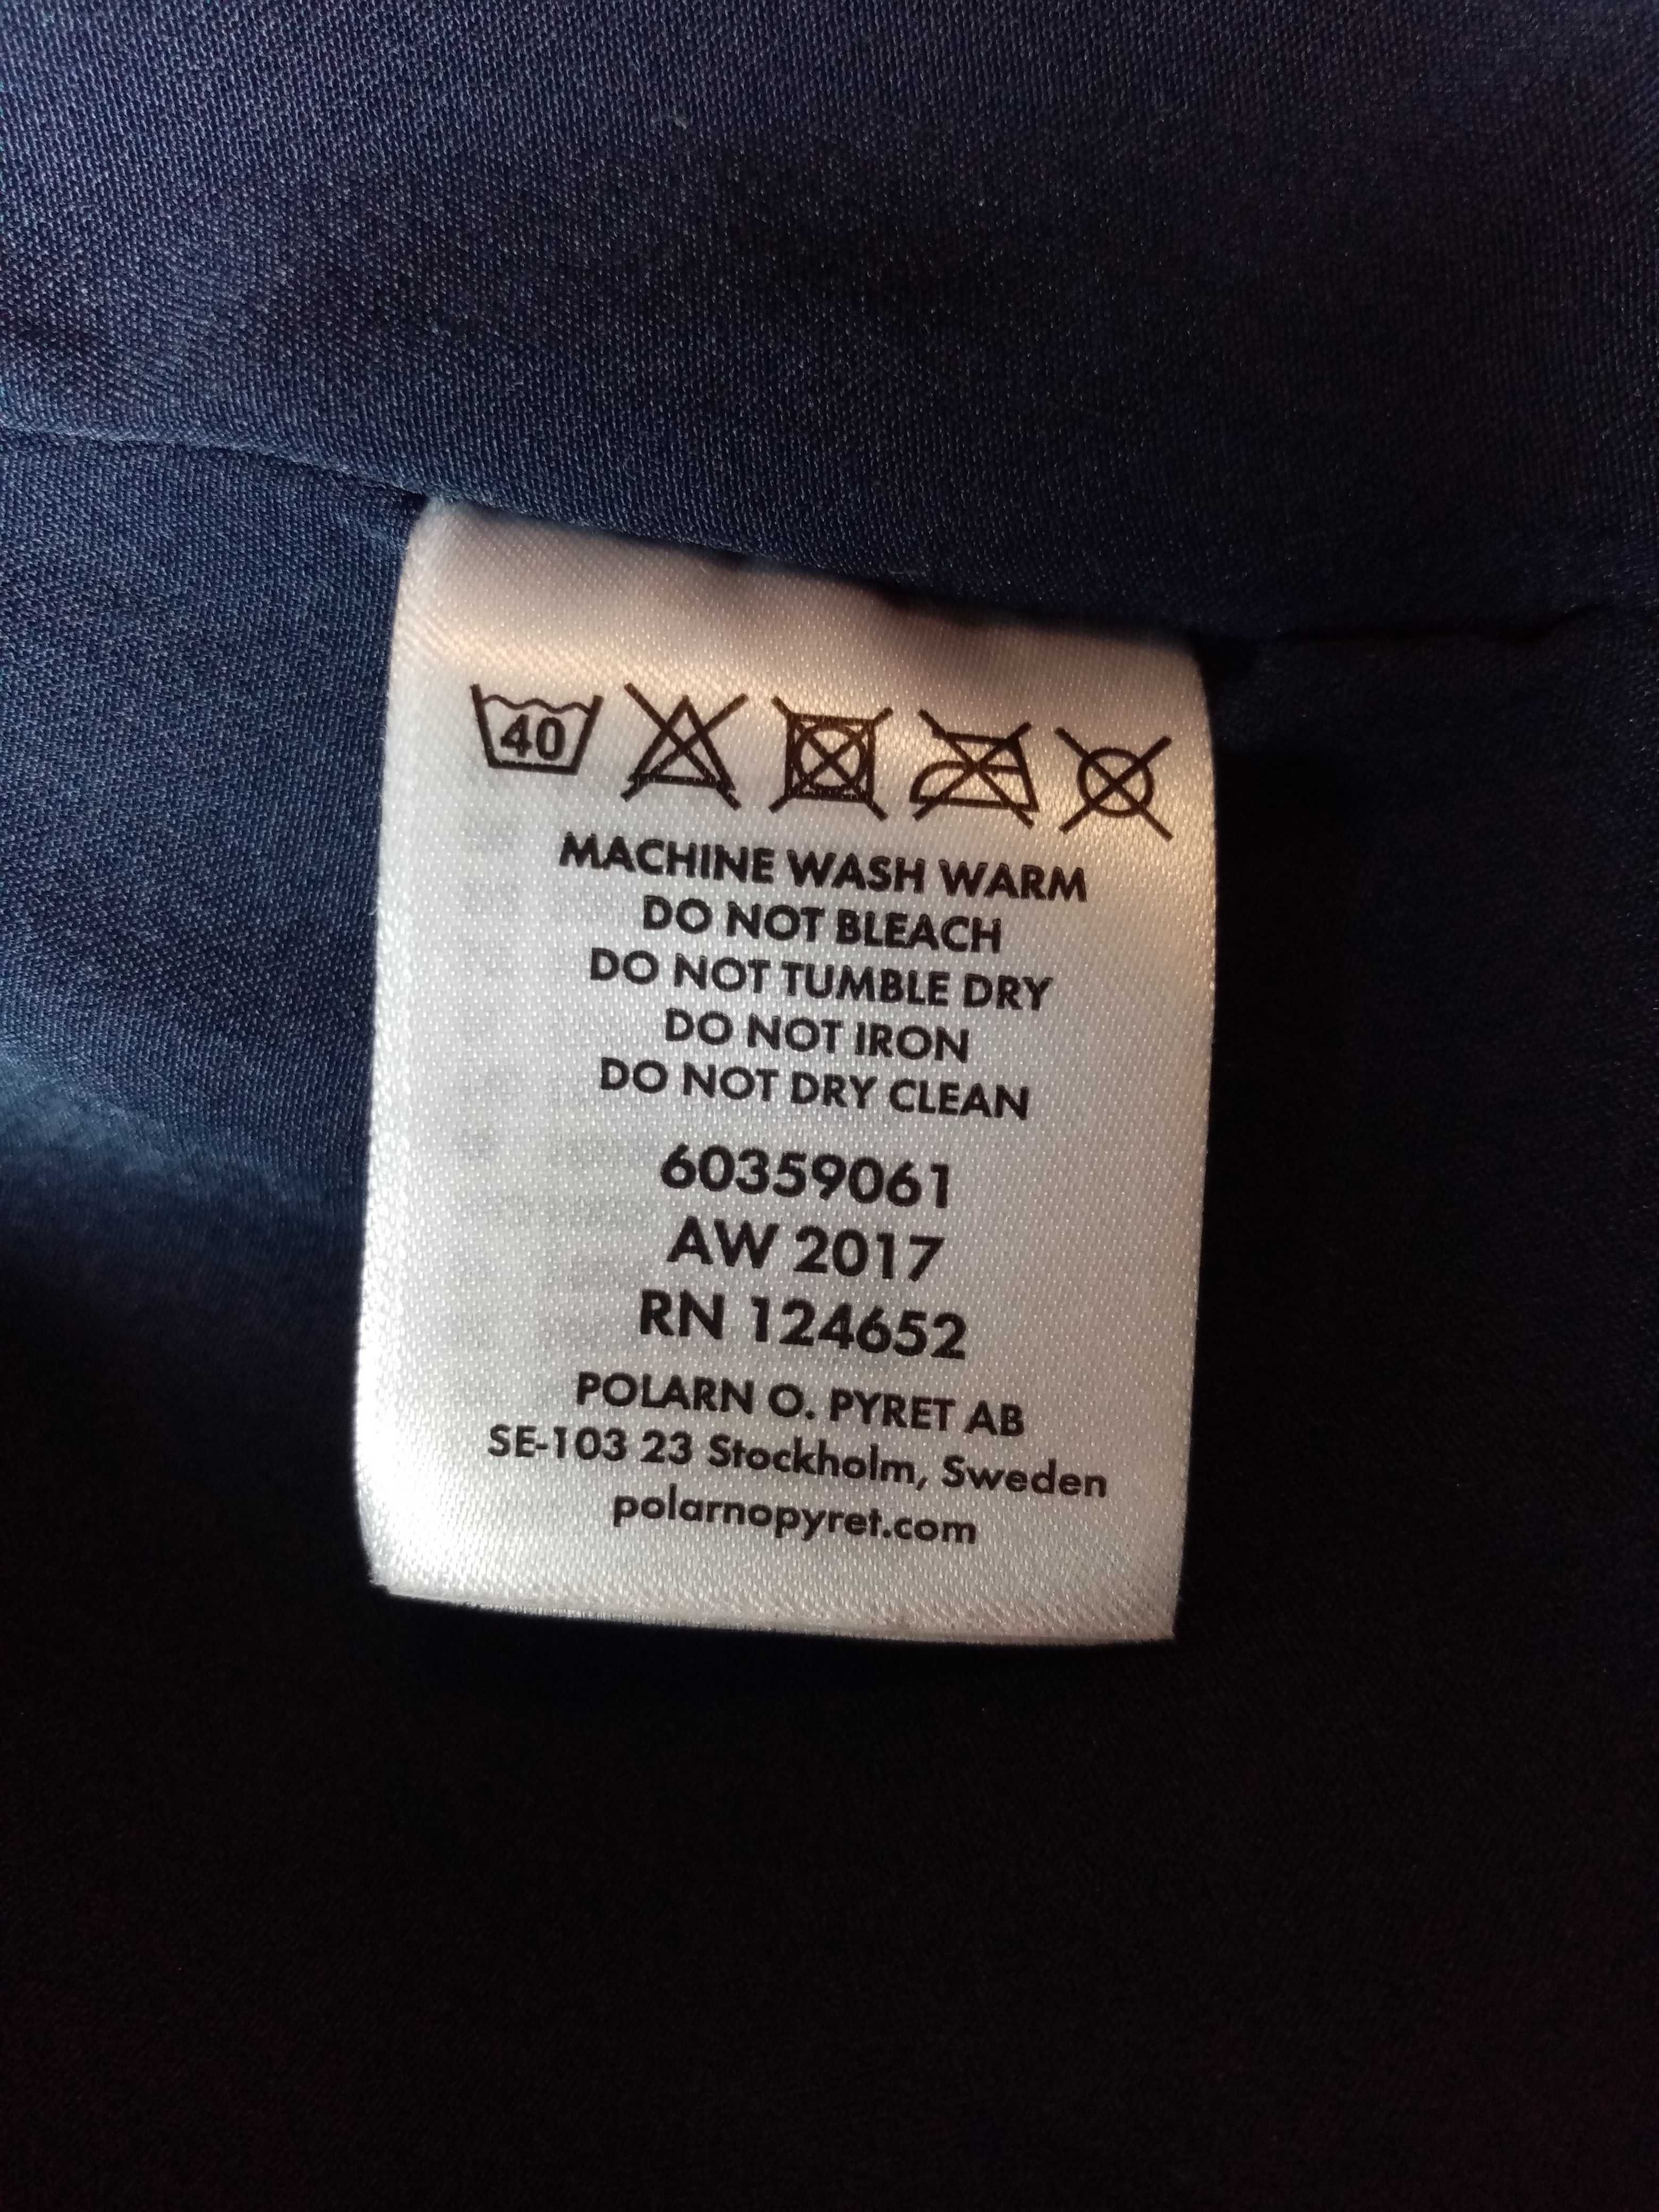 40
MACHINE WASH WARM
DO NOT BLEACH
DO NOT TUMBLE DRY
DO NOT IRON
DO NOT DRY CLEAN
60359061
AW 2017
RN 124652
POLARN O. PYRET AB
SE-103 23 Stockholm, Sweden
polarnopyret.com